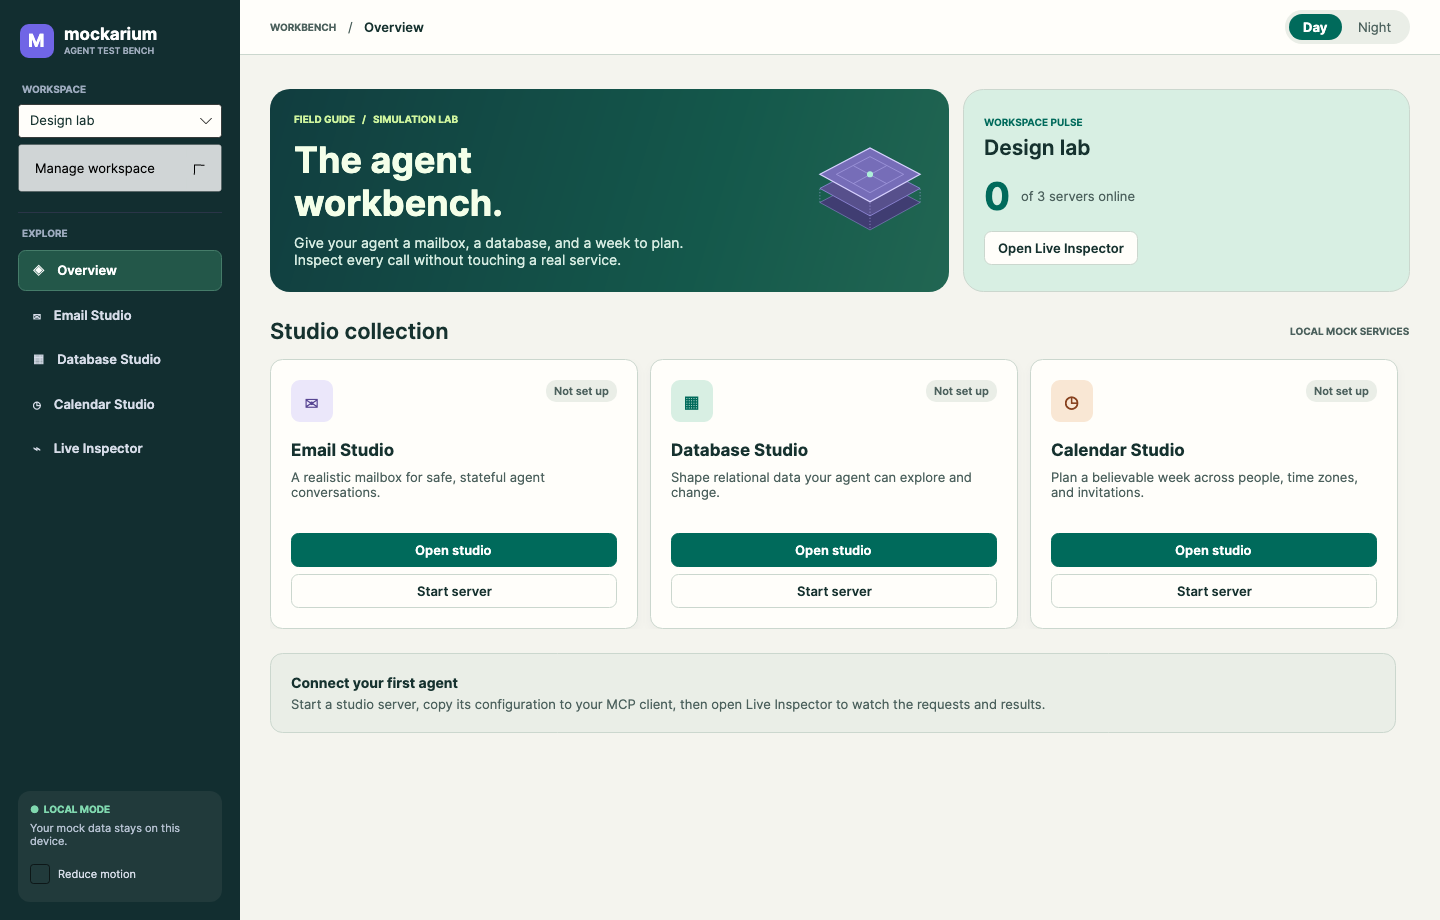 M
mockarium
AGENT TEST BENCH
WORKSPACE
Design lab
Manage workspace
EXPLORE
Overview
Email Studio
Database Studio
Calendar Studio
Live Inspector
LOCAL MODE
Your mock data stays on this
device.
Reduce motion
WORKBENCH / Overview
Day Night
FIELD GUIDE / SIMULATION LAB
The agent
workbench.
Give your agent a mailbox, a database, and a week to plan.
Inspect every call without touching a real service.
WORKSPACE PULSE
Design lab
0 of 3 servers online
Open Live Inspector
Studio collection
LOCAL MOCK SERVICES
Not set up
Email Studio
A realistic mailbox for safe, stateful agent
conversations.
Open studio
Start server
Not set up
Database Studio
Shape relational data your agent can explore and
change.
Open studio
Start server
Not set up
Calendar Studio
Plan a believable week across people, time zones,
and invitations.
Open studio
Start server
Connect your first agent
Start a studio server, copy its configuration to your MCP client, then open Live Inspector to watch the requests and results.